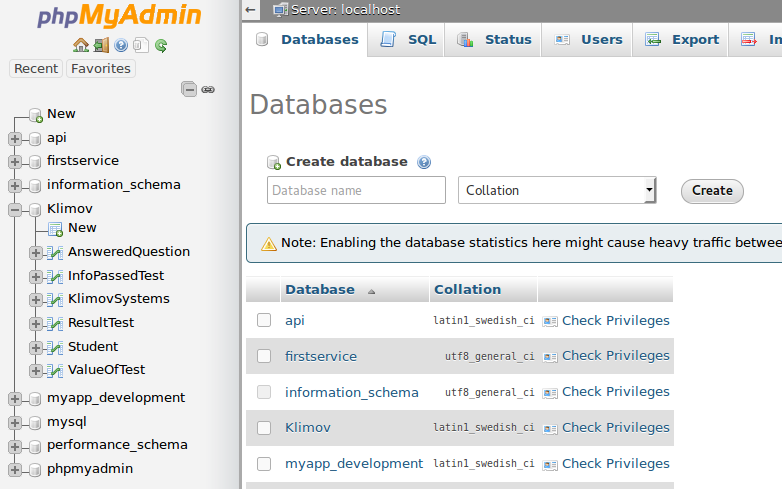 phpMyAdmin
Recent Favorites
New
api
firstservice
information_schema
Klimov
New
AnsweredQuestion
InfoPassedTest
KlimovSystems
ResultTest
Student
ValueOfTest
myapp_development
mysql
performance_schema
phpmyadmin
Server: localhost
Databases SQL Status Users Export Im
Databases
Create database
Database name Collation Create
Note: Enabling the database statistics here might cause heavy traffic betwee
Database Collation
api latin1_swedish_ci Check Privileges
firstservice utf8_general_ci Check Privileges
information_schema utf8_general_ci Check Privileges
Klimov latin1_swedish_ci Check Privileges
myapp_development latin1_swedish_ci Check Privileges